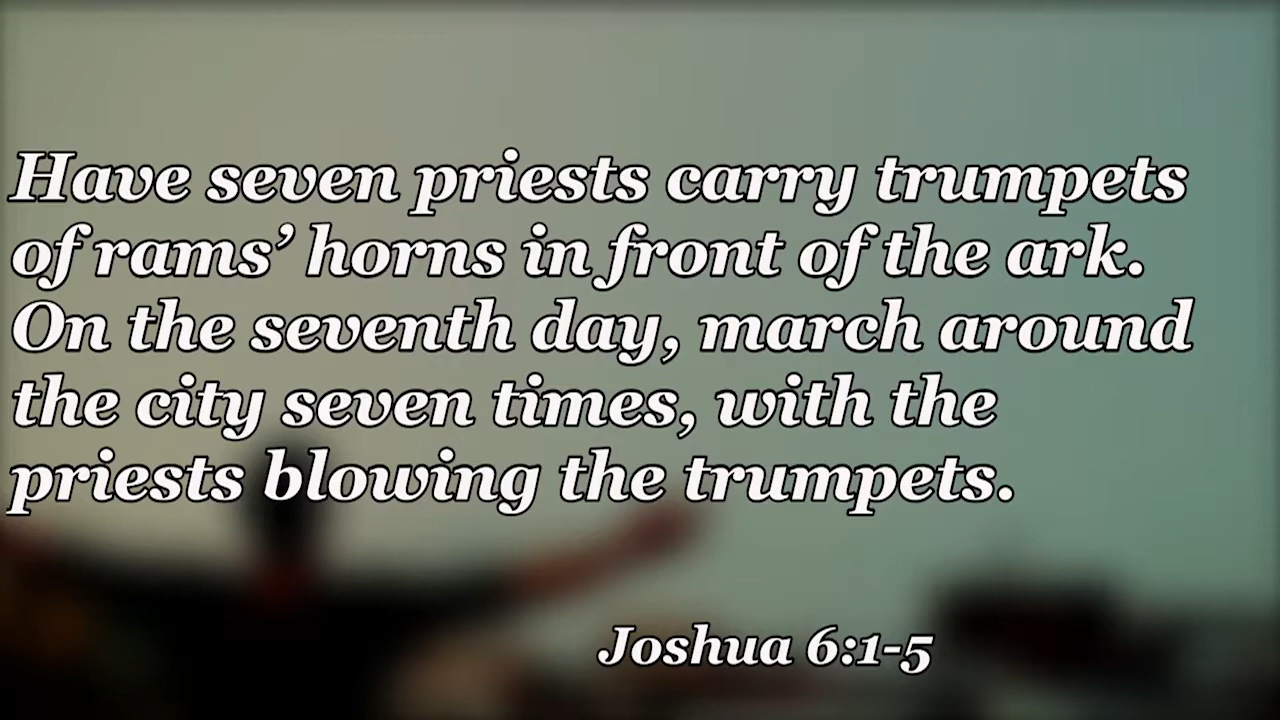 Have seven priests carry trumpets
of rams’ horns in front of the ark.
On the seventh day, march around
the city seven times, with the
priests blowing the trumpets.
Joshua 6:1-5